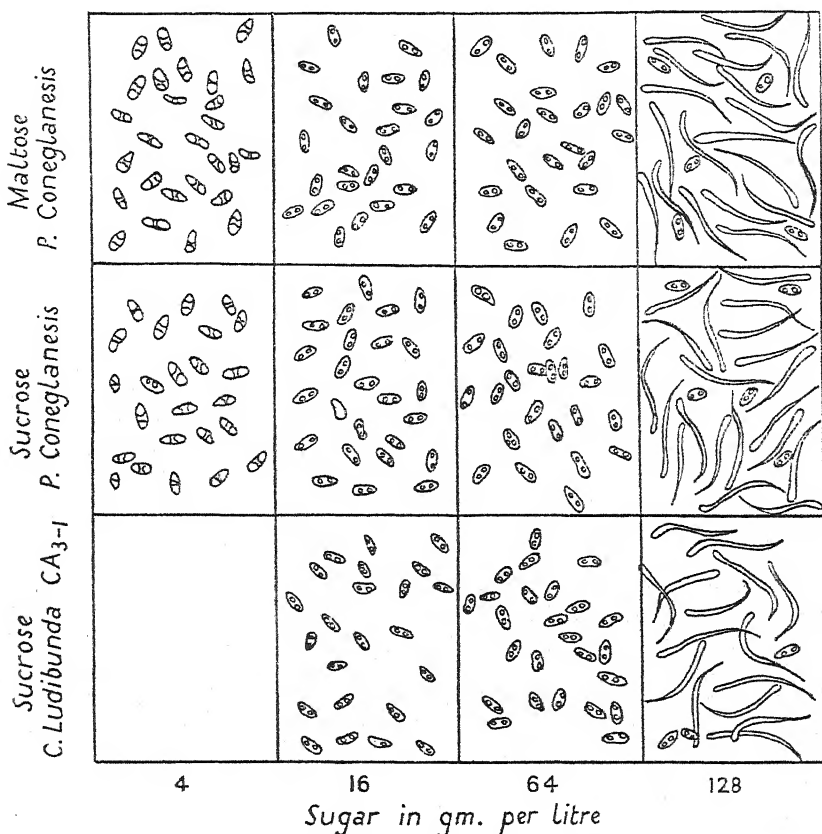 Maltose
P. Coneglanesis
Sucrose
P. Coneglanesis
Sucrose
C. Ludibunda CA3-1
4 16 64 128
Sugar in gm. per litre